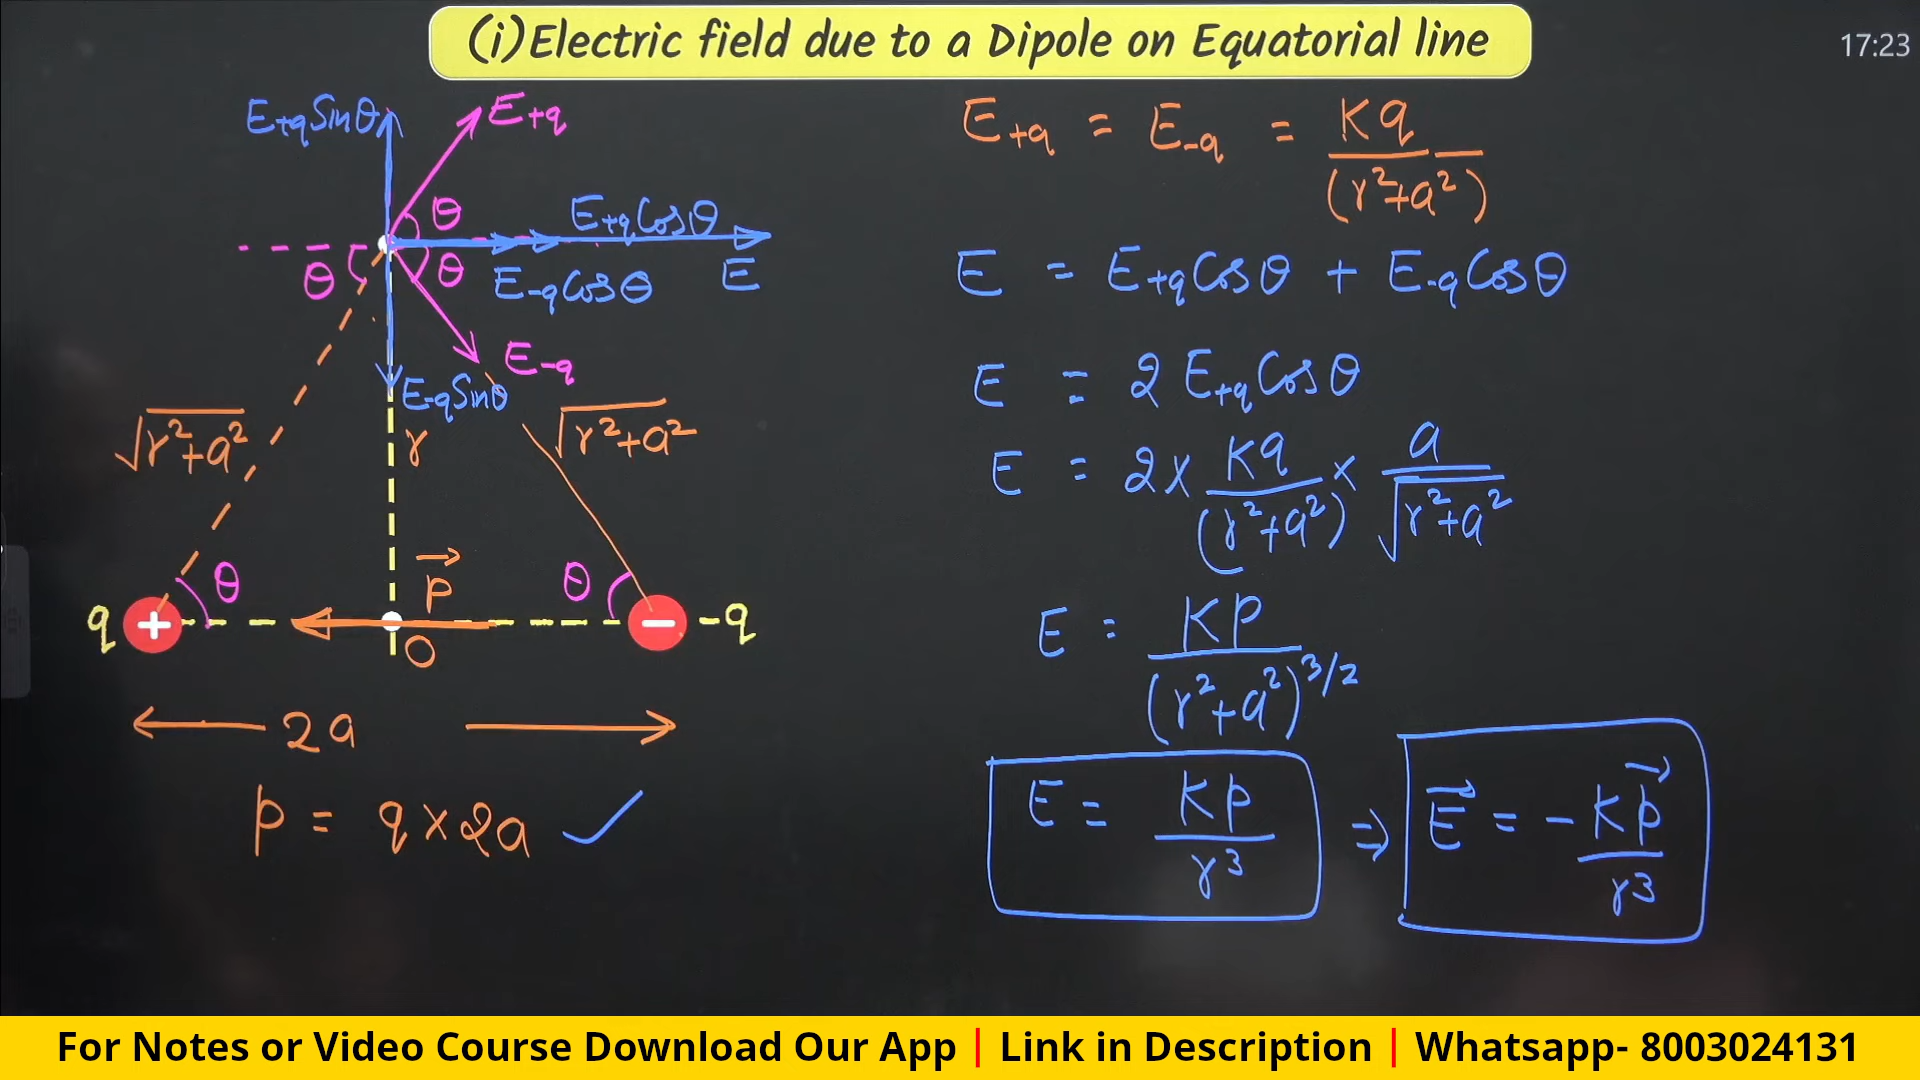 (i)Electric field due to a Dipole on Equatorial line
17:23
E+q Sinθ
E+q
θ
E+q Cosθ
θ
θ
E-q Cosθ
E
E-q
E-q Sinθ
√r²+a²
r
√r²+a²
θ
p⃗
θ
q
+
−
-q
O
2a
p = q×2a ✓
E+q = E-q = Kq/(r²+a²)
E = E+q Cosθ + E-q Cosθ
E = 2 E+q Cosθ
E = 2× Kq/(r²+a²) × a/√r²+a²
E = Kp/(r²+a²)^3/2
E = Kp/r³ ⇒ E⃗ = -Kp⃗/r³
For Notes or Video Course Download Our App | Link in Description | Whatsapp- 8003024131